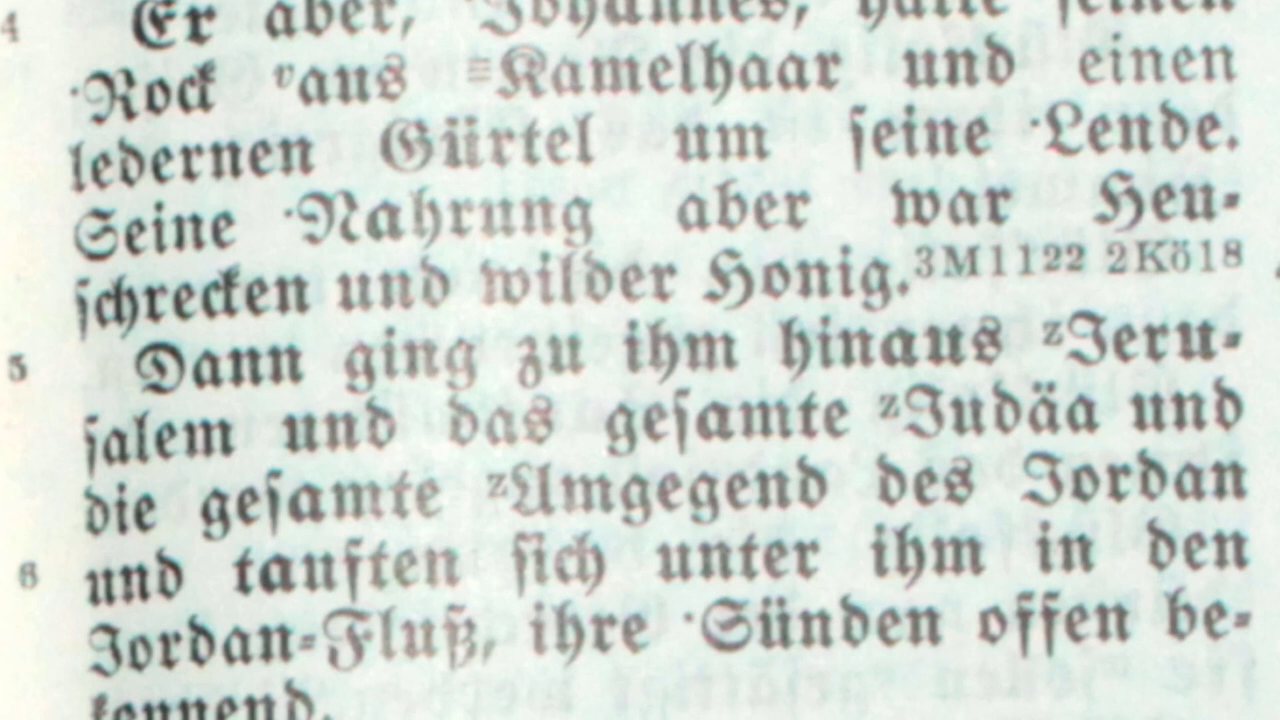 4 Er aber, Johannes, hatte seinen
·Rock ᵛaus ≡Kamelhaar und einen
ledernen Gürtel um seine ·Lende.
Seine ·Nahrung aber war Heu-
schrecken und wilder Honig. 3M1122 2Kö18
5 Dann ging zu ihm hinaus ᶻJeru-
salem und das gesamte ᶻJudäa und
die gesamte ᶻUmgegend des Jordan
6 und tauften sich unter ihm in den
Jordan-Fluß, ihre ·Sünden offen be-
kennend.